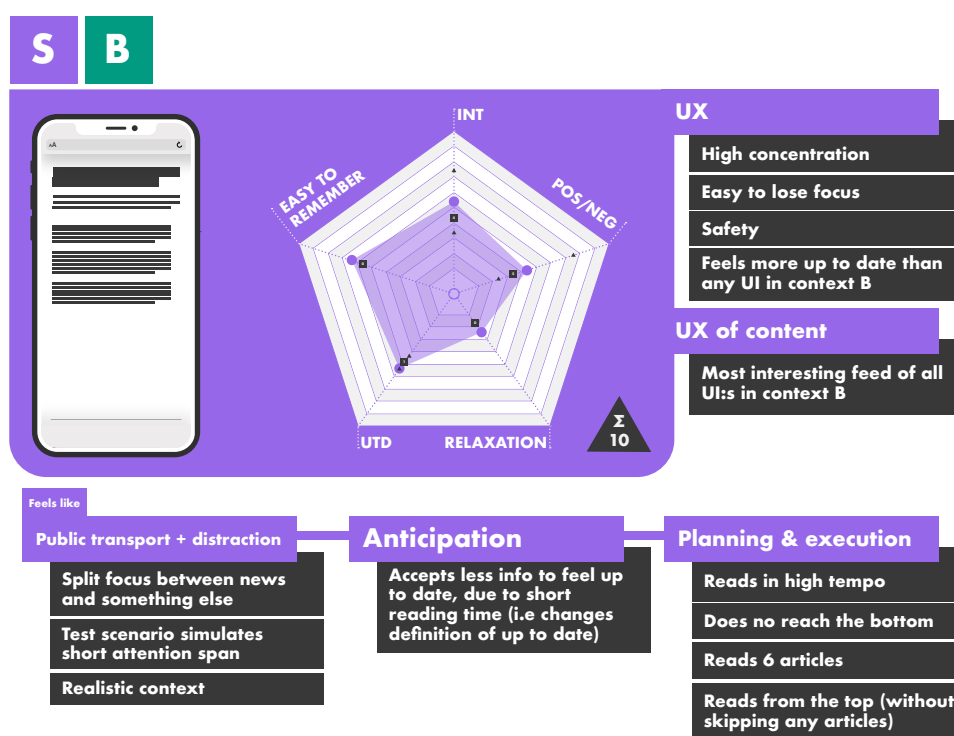 S B
AA
INT
EASY TO
REMEMBER
POS/NEG
UTD
RELAXATION
Σ
10
UX
High concentration
Easy to lose focus
Safety
Feels more up to date than
any UI in context B
UX of content
Most interesting feed of all
UI:s in context B
Feels like
Public transport + distraction
Split focus between news
and something else
Test scenario simulates
short attention span
Realistic context
Anticipation
Accepts less info to feel up
to date, due to short
reading time (i.e changes
definition of up to date)
Planning & execution
Reads in high tempo
Does no reach the bottom
Reads 6 articles
Reads from the top (without
skipping any articles)